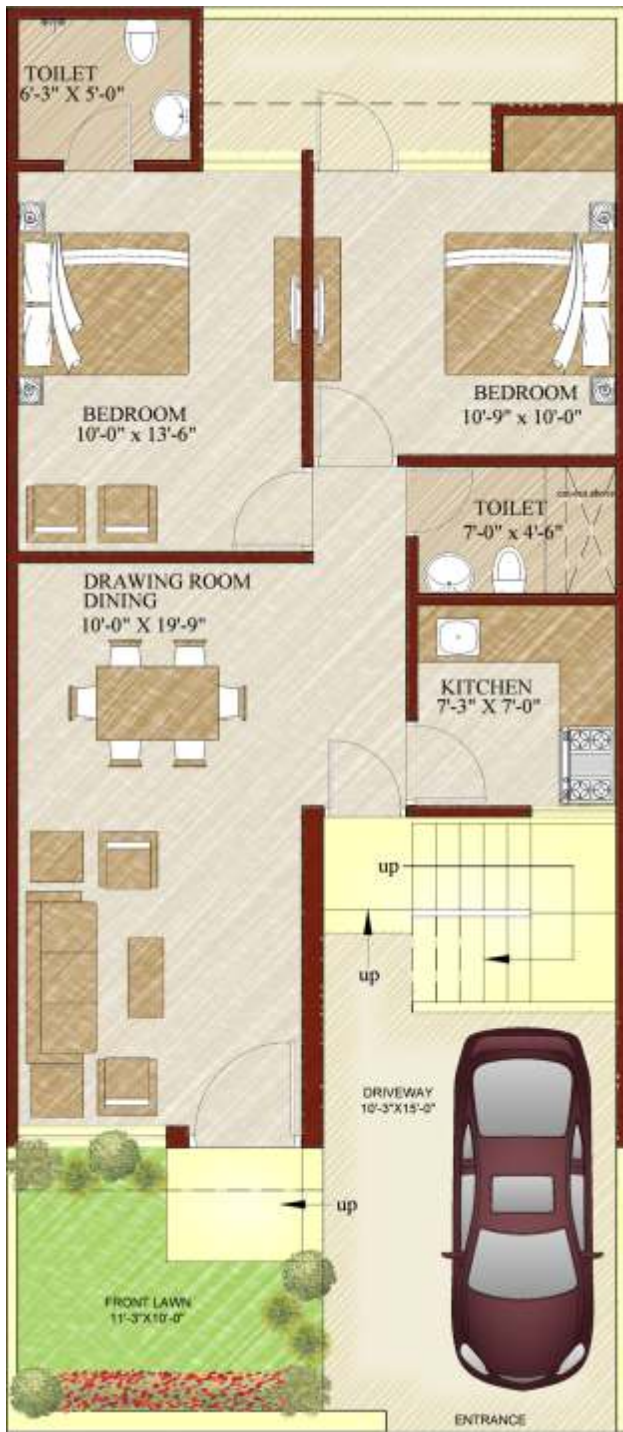 TOILET
6'-3" X 5'-0"
BEDROOM
10'-0" x 13'-6"
BEDROOM
10'-9" x 10'-0"
TOILET
7'-0" x 4'-6"
DRAWING ROOM
DINING
10'-0" X 19'-9"
KITCHEN
7'-3" X 7'-0"
up
up
DRIVEWAY
10'-3"X15'-0"
up
FRONT LAWN
11'-3"X10'-0"
ENTRANCE